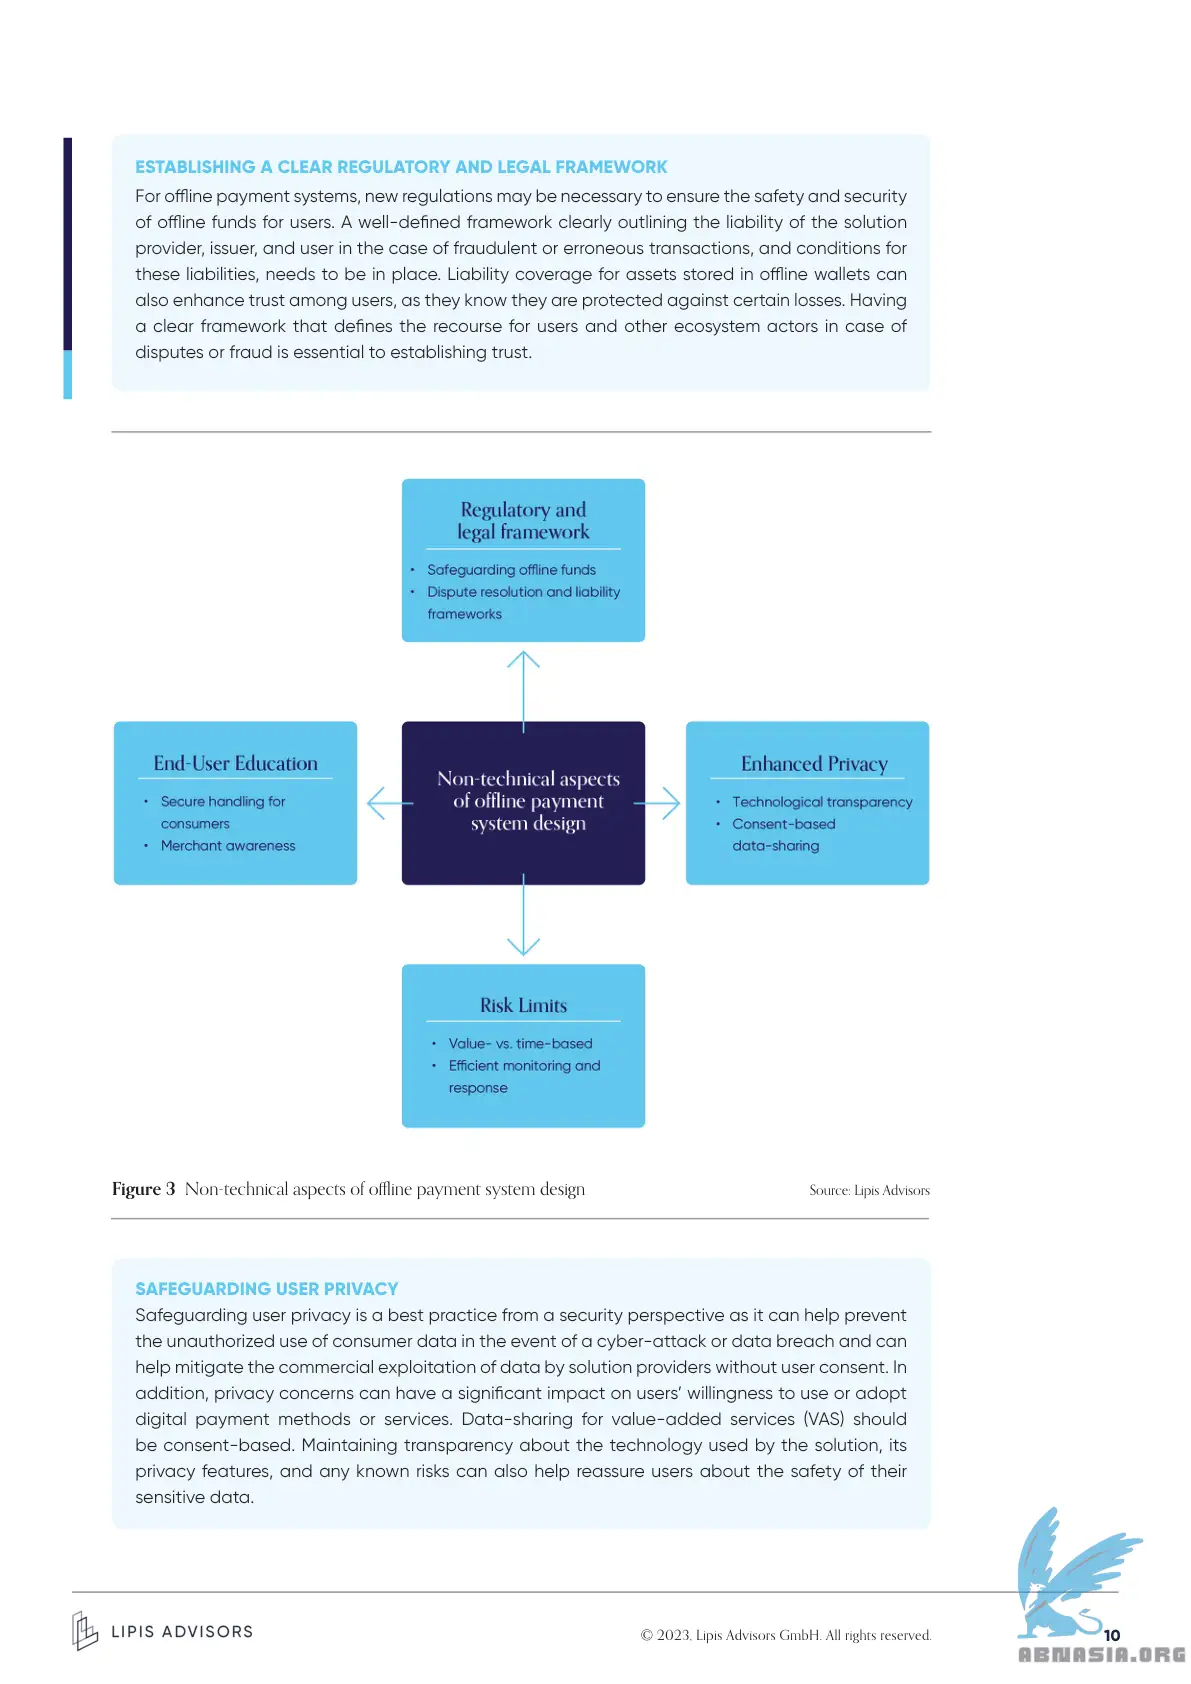 ESTABLISHING A CLEAR REGULATORY AND LEGAL FRAMEWORK
For offline payment systems, new regulations may be necessary to ensure the safety and security
of offline funds for users. A well-defined framework clearly outlining the liability of the solution
provider, issuer, and user in the case of fraudulent or erroneous transactions, and conditions for
these liabilities, needs to be in place. Liability coverage for assets stored in offline wallets can
also enhance trust among users, as they know they are protected against certain losses. Having
a clear framework that defines the recourse for users and other ecosystem actors in case of
disputes or fraud is essential to establishing trust.
Regulatory and
legal framework
• Safeguarding offline funds
• Dispute resolution and liability
frameworks
End-User Education
• Secure handling for
consumers
• Merchant awareness
Non-technical aspects
of offline payment
system design
Enhanced Privacy
• Technological transparency
• Consent-based
data-sharing
Risk Limits
• Value- vs. time-based
• Efficient monitoring and
response
Figure 3 Non-technical aspects of offline payment system design
Source: Lipis Advisors
SAFEGUARDING USER PRIVACY
Safeguarding user privacy is a best practice from a security perspective as it can help prevent
the unauthorized use of consumer data in the event of a cyber-attack or data breach and can
help mitigate the commercial exploitation of data by solution providers without user consent. In
addition, privacy concerns can have a significant impact on users’ willingness to use or adopt
digital payment methods or services. Data-sharing for value-added services (VAS) should
be consent-based. Maintaining transparency about the technology used by the solution, its
privacy features, and any known risks can also help reassure users about the safety of their
sensitive data.
LIPIS ADVISORS
© 2023, Lipis Advisors GmbH. All rights reserved.
10
ABNASIA.ORG